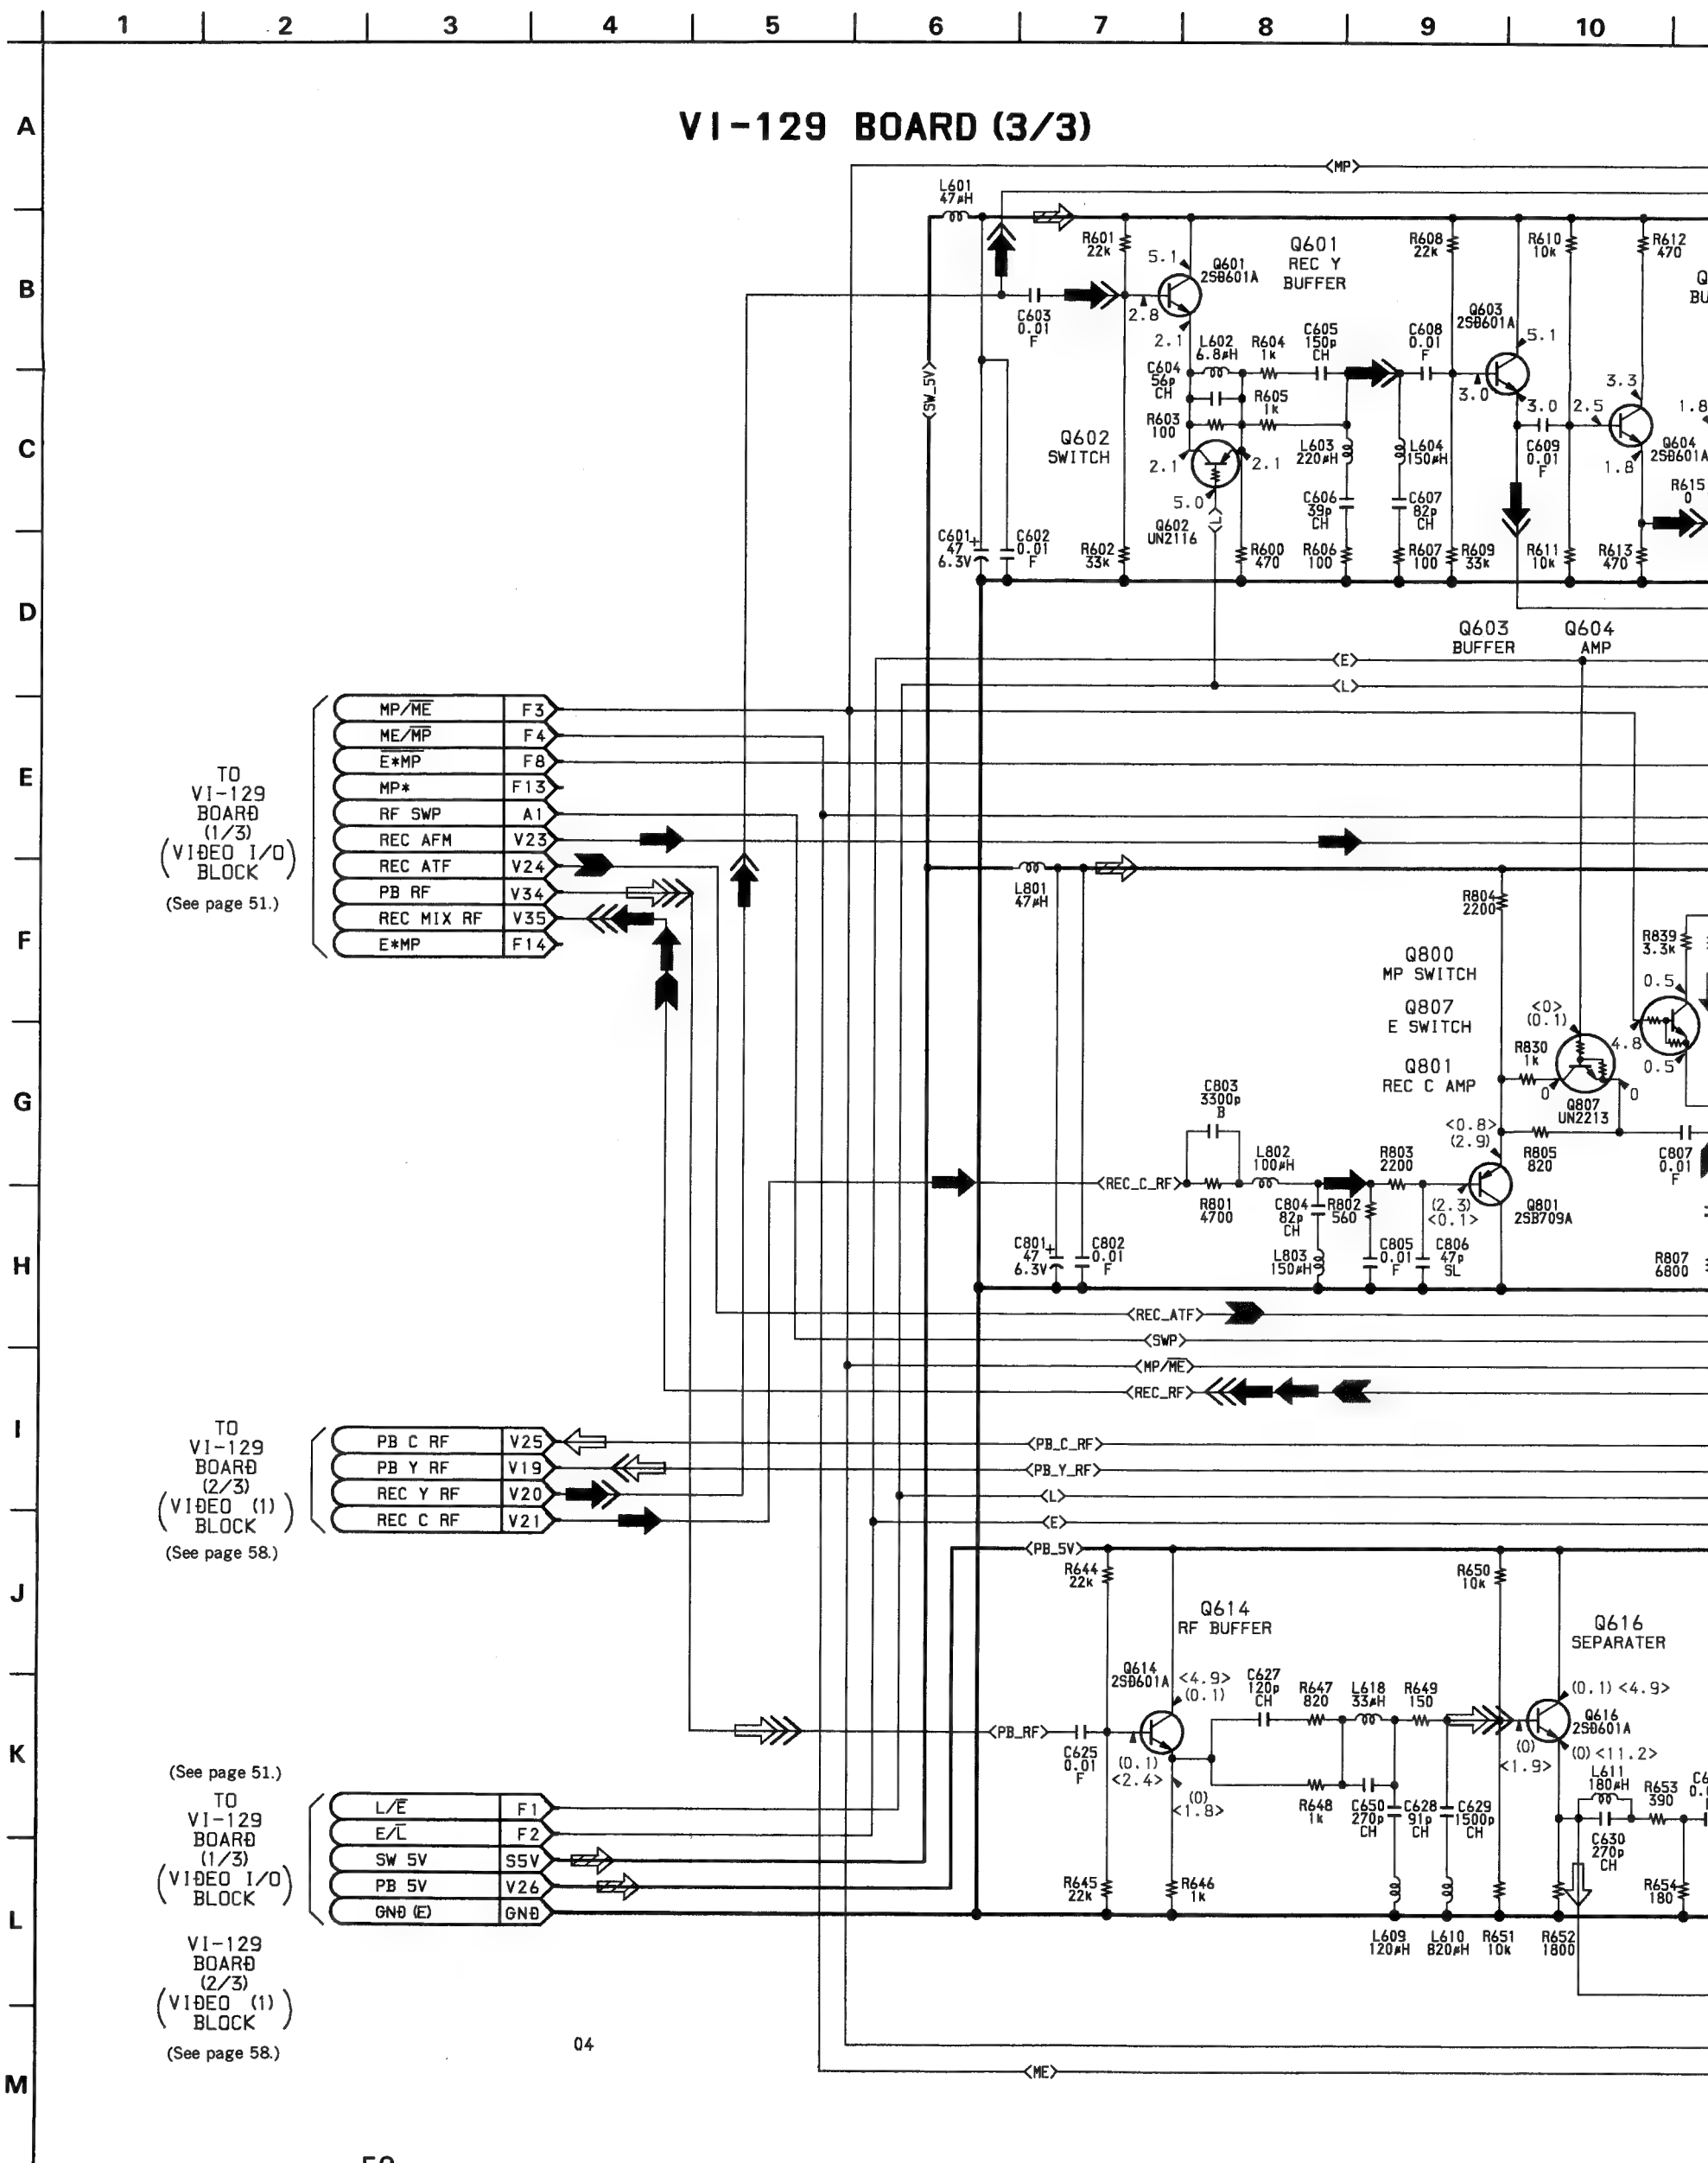 1 2 3 4 5 6 7 8 9 10
A
B
C
D
E
F
G
H
I
J
K
L
M
VI-129 BOARD (3/3)
<MP>
L601
47μH
R601
22k
5.1
Q601
2SD601A
Q601
REC Y
BUFFER
R608
22k
R610
10k
R612
470
C603
0.01
F
2.8
2.1
Q603
2SD601A
5.1
L602
6.8μH
R604
1k
C605
150p
CH
C608
0.01
F
<SW_5V>
C604
56p
CH
R605
1k
R603
100
3.0
3.0
2.5
3.3
1.8
Q602
SWITCH
2.1
2.1
L603
220μH
L604
150μH
C609
0.01
F
1.8
Q604
2SD601A
R615
0
5.0
<L>
Q602
UN2116
C606
39p
CH
C607
82p
CH
C601
47
6.3V
C602
0.01
F
R602
33k
R600
470
R606
100
R607
100
R609
33k
R611
10k
R613
470
Q603
BUFFER
Q604
AMP
<E>
<L>
TO
VI-129
BOARD
(1/3)
(VIDEO I/O)
BLOCK
(See page 51.)
MP/M̅E̅ F3
ME/M̅P̅ F4
E̅*̅M̅P̅ F8
MP* F13
RF SWP A1
REC AFM V23
REC ATF V24
PB RF V34
REC MIX RF V35
E*MP F14
L801
47μH
R804
2200
R839
3.3k
Q800
MP SWITCH
Q807
E SWITCH
Q801
REC C AMP
0.5
<0>
(0.1)
4.8
0.5
R830
1k
0
0
Q807
UN2213
C803
3300p
B
<0.8>
(2.9)
R805
820
C807
0.01
F
<REC_C_RF>
R801
4700
L802
100μH
R803
2200
C804
82p
CH
R802
560
(2.3)
<0.1>
Q801
2SB709A
C801
47
6.3V
C802
0.01
F
L803
150μH
C805
0.01
F
C806
47p
SL
R807
6800
<REC_ATF>
<SWP>
<MP/M̅E̅>
<REC_RF>
TO
VI-129
BOARD
(2/3)
(VIDEO (1))
BLOCK
(See page 58.)
PB C RF V25
PB Y RF V19
REC Y RF V20
REC C RF V21
<PB_C_RF>
<PB_Y_RF>
<L>
<E>
<PB_5V>
R644
22k
R650
10k
Q614
RF BUFFER
Q616
SEPARATER
Q614
2SD601A
<4.9>
(0.1)
C627
120p
CH
R647
820
L618
33μH
R649
150
(0.1) <4.9>
Q616
2SD601A
<PB_RF>
C625
0.01
F
(0.1)
<2.4>
(0)
<1.8>
R648
1k
C650
270p
CH
C628
91p
CH
C629
1500p
CH
(0)
<1.9>
(0) <11.2>
L611
180μH
R653
390
C630
270p
CH
R645
22k
R646
1k
R654
180
L609
120μH
L610
820μH
R651
10k
R652
1800
(See page 51.)
TO
VI-129
BOARD
(1/3)
(VIDEO I/O)
BLOCK
L/E̅ F1
E/L̅ F2
SW 5V S5V
PB 5V V26
GND (E) GND
VI-129
BOARD
(2/3)
(VIDEO (1))
BLOCK
(See page 58.)
04
<ME>